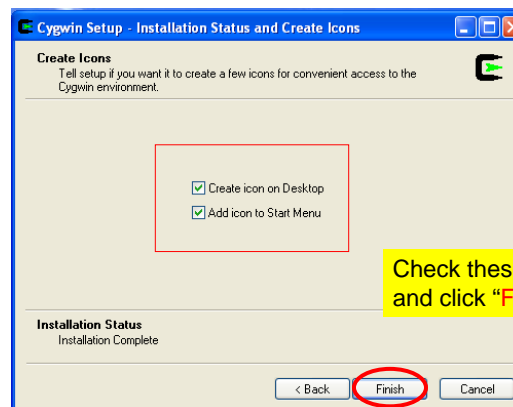 Cygwin Setup - Installation Status and Create Icons
Create Icons
Tell setup if you want it to create a few icons for convenient access to the
Cygwin environment.
Create icon on Desktop
Add icon to Start Menu
Check thes
and click “F
Installation Status
Installation Complete
< Back Finish Cancel